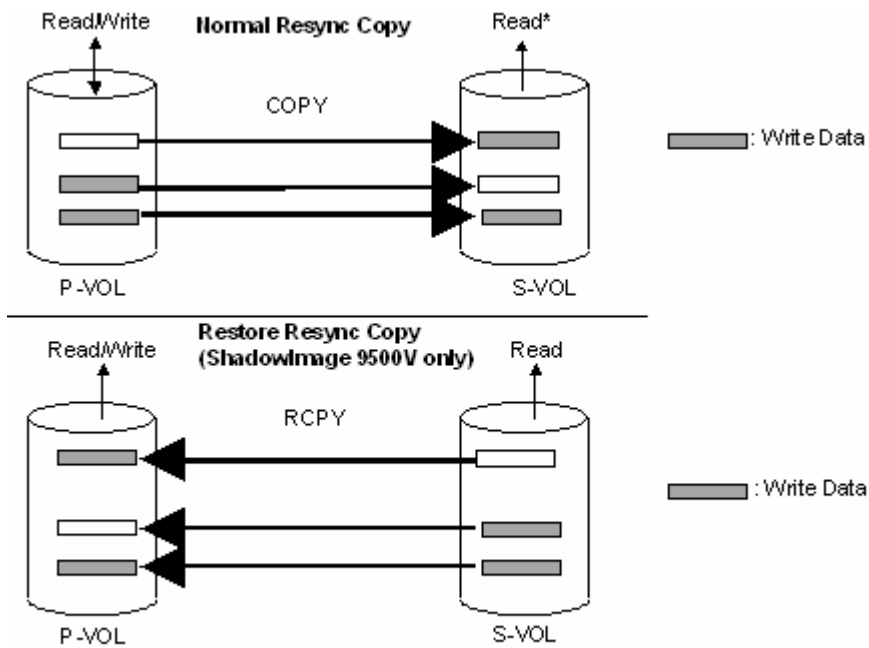 Read/Write Normal Resync Copy Read*
COPY
: Write Data
P-VOL S-VOL
Restore Resync Copy
Read/Write (ShadowImage 9500V only) Read
RCPY
: Write Data
P-VOL S-VOL